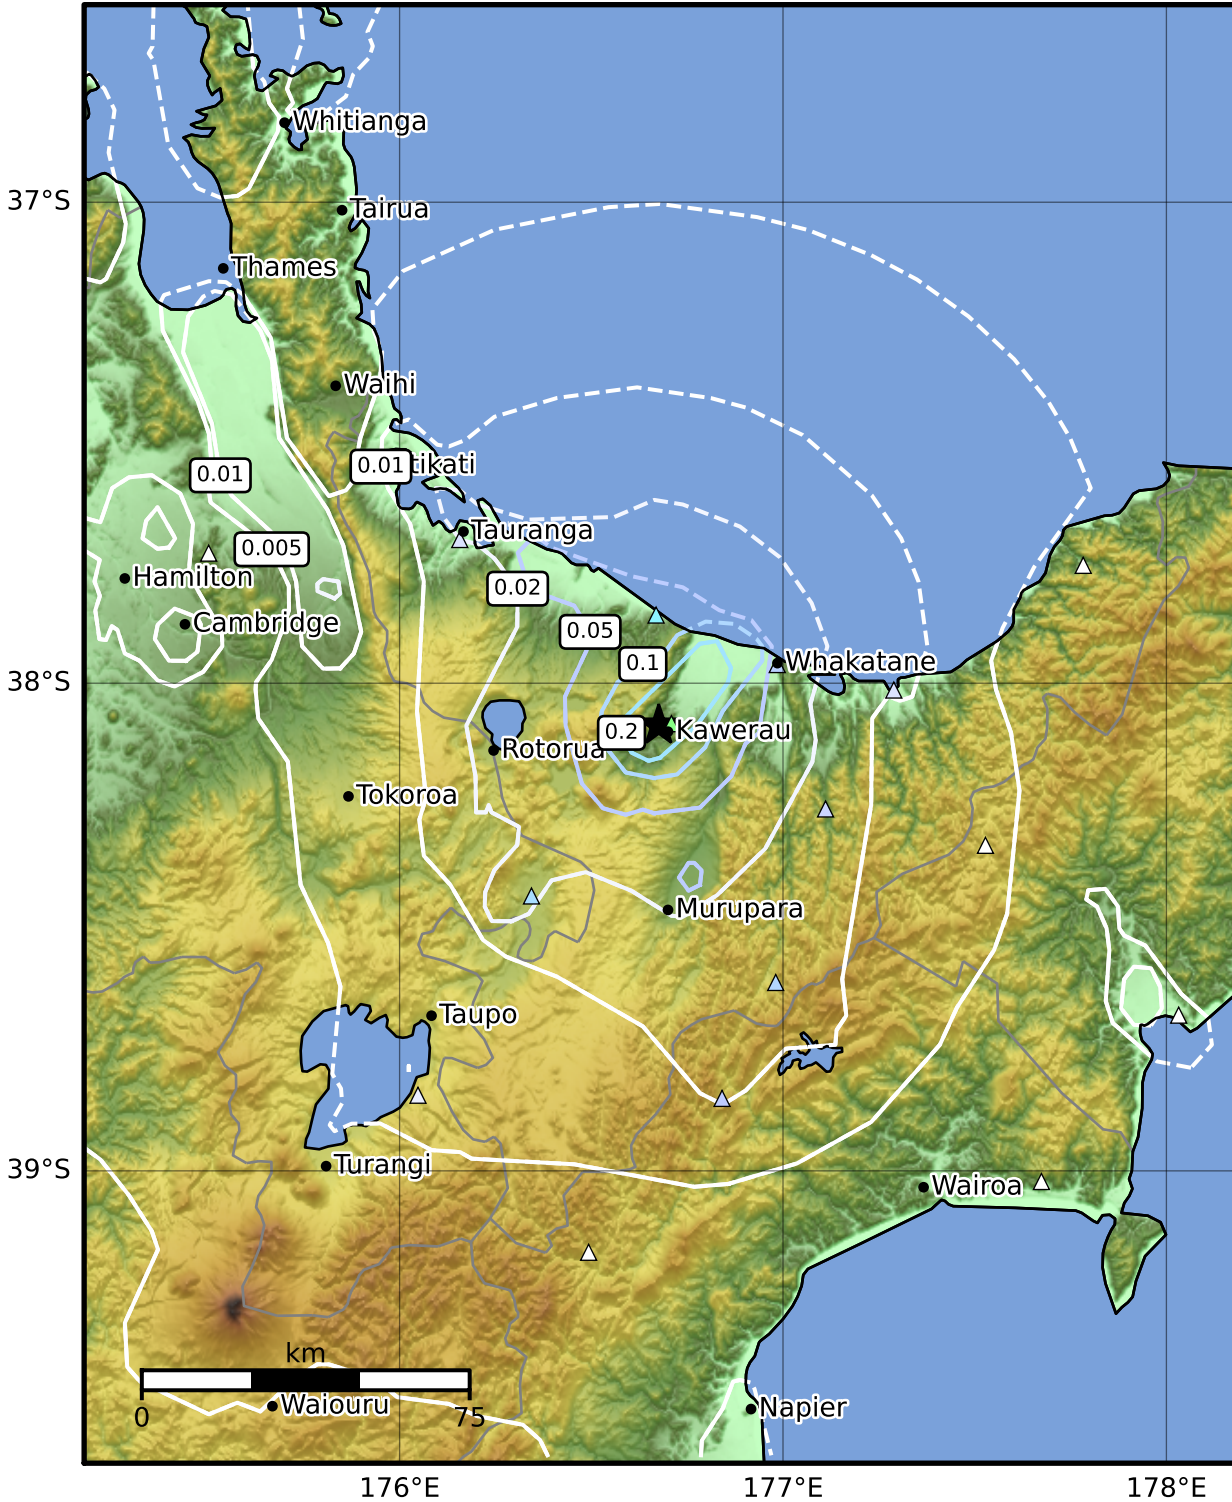 Whitianga
37°S
Tairua
Thames
Waihi
0.01
0.01
tikati
Tauranga
0.005
Hamilton
0.02
Cambridge
0.05
0.1
Whakatane
38°S
0.2
Kawerau
Rotorua
Tokoroa
Murupara
Taupo
Turangi
39°S
Wairoa
km
0
75
Waiouru
Napier
176°E
177°E
178°E